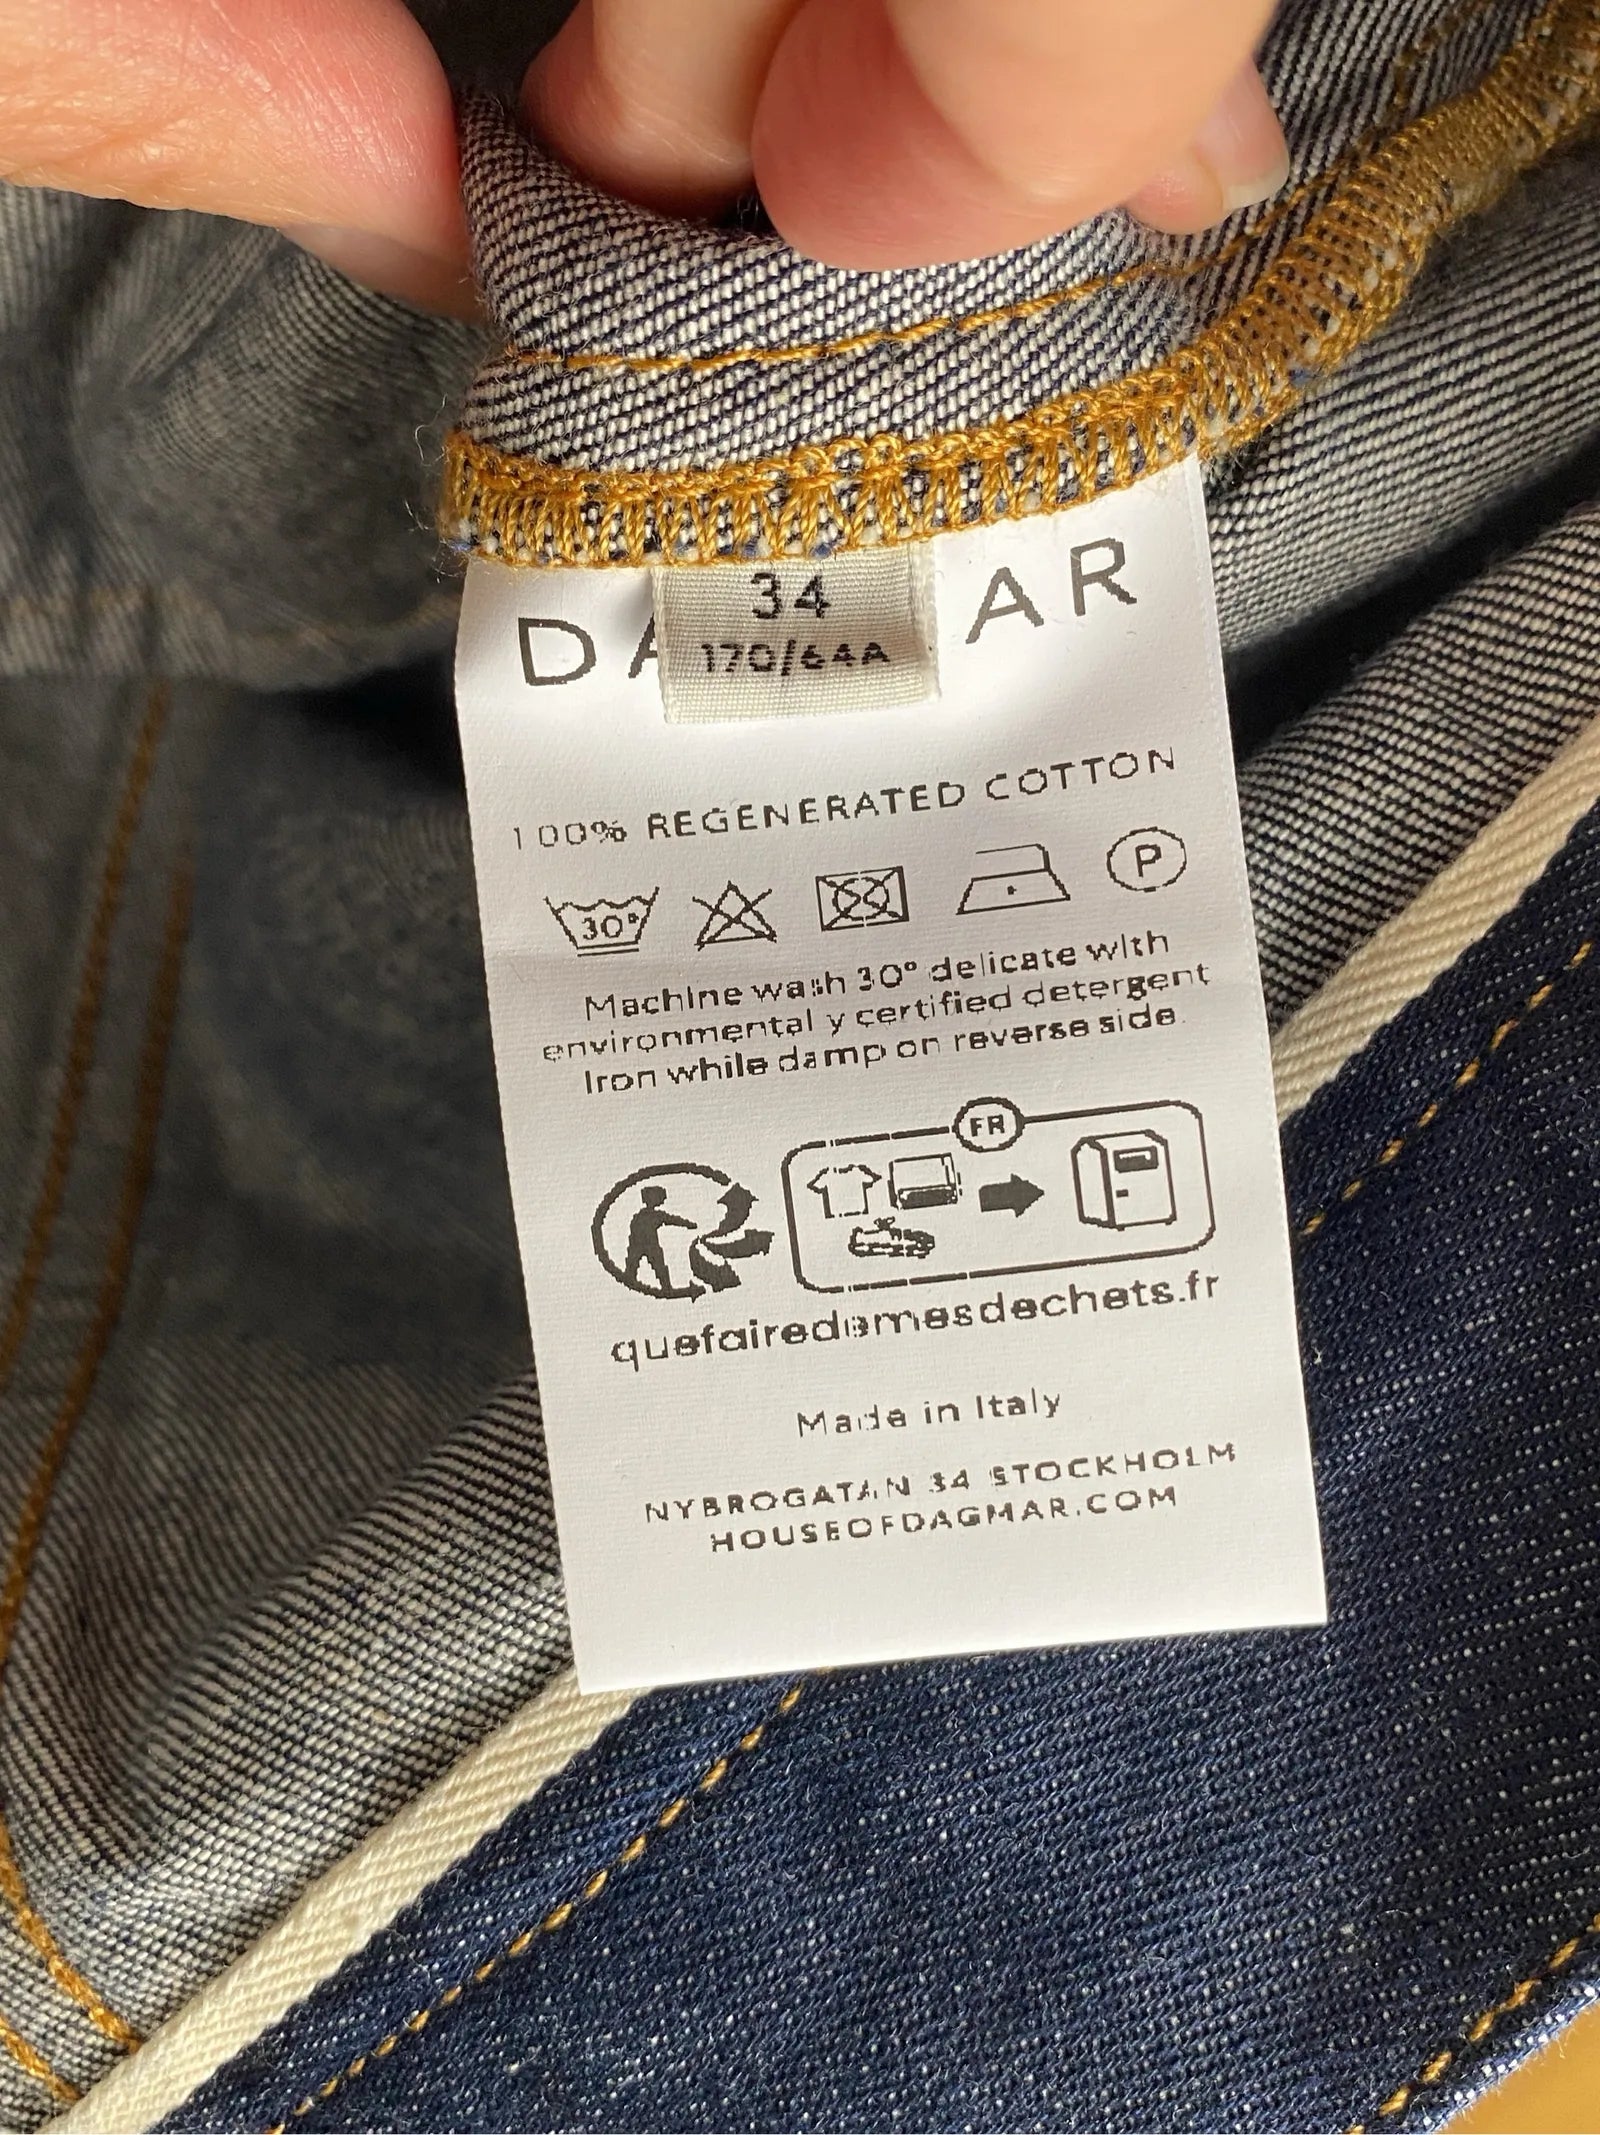 DA AR
34
170/64A
100% REGENERATED COTTON
30°
P
Machine wash 30° delicate with
environmental y certified detergent
Iron while damp on reverse side.
FR
quefairedemesdechets.fr
Made in Italy
NYBROGATAN 34 STOCKHOLM
HOUSEOFDAGMAR.COM